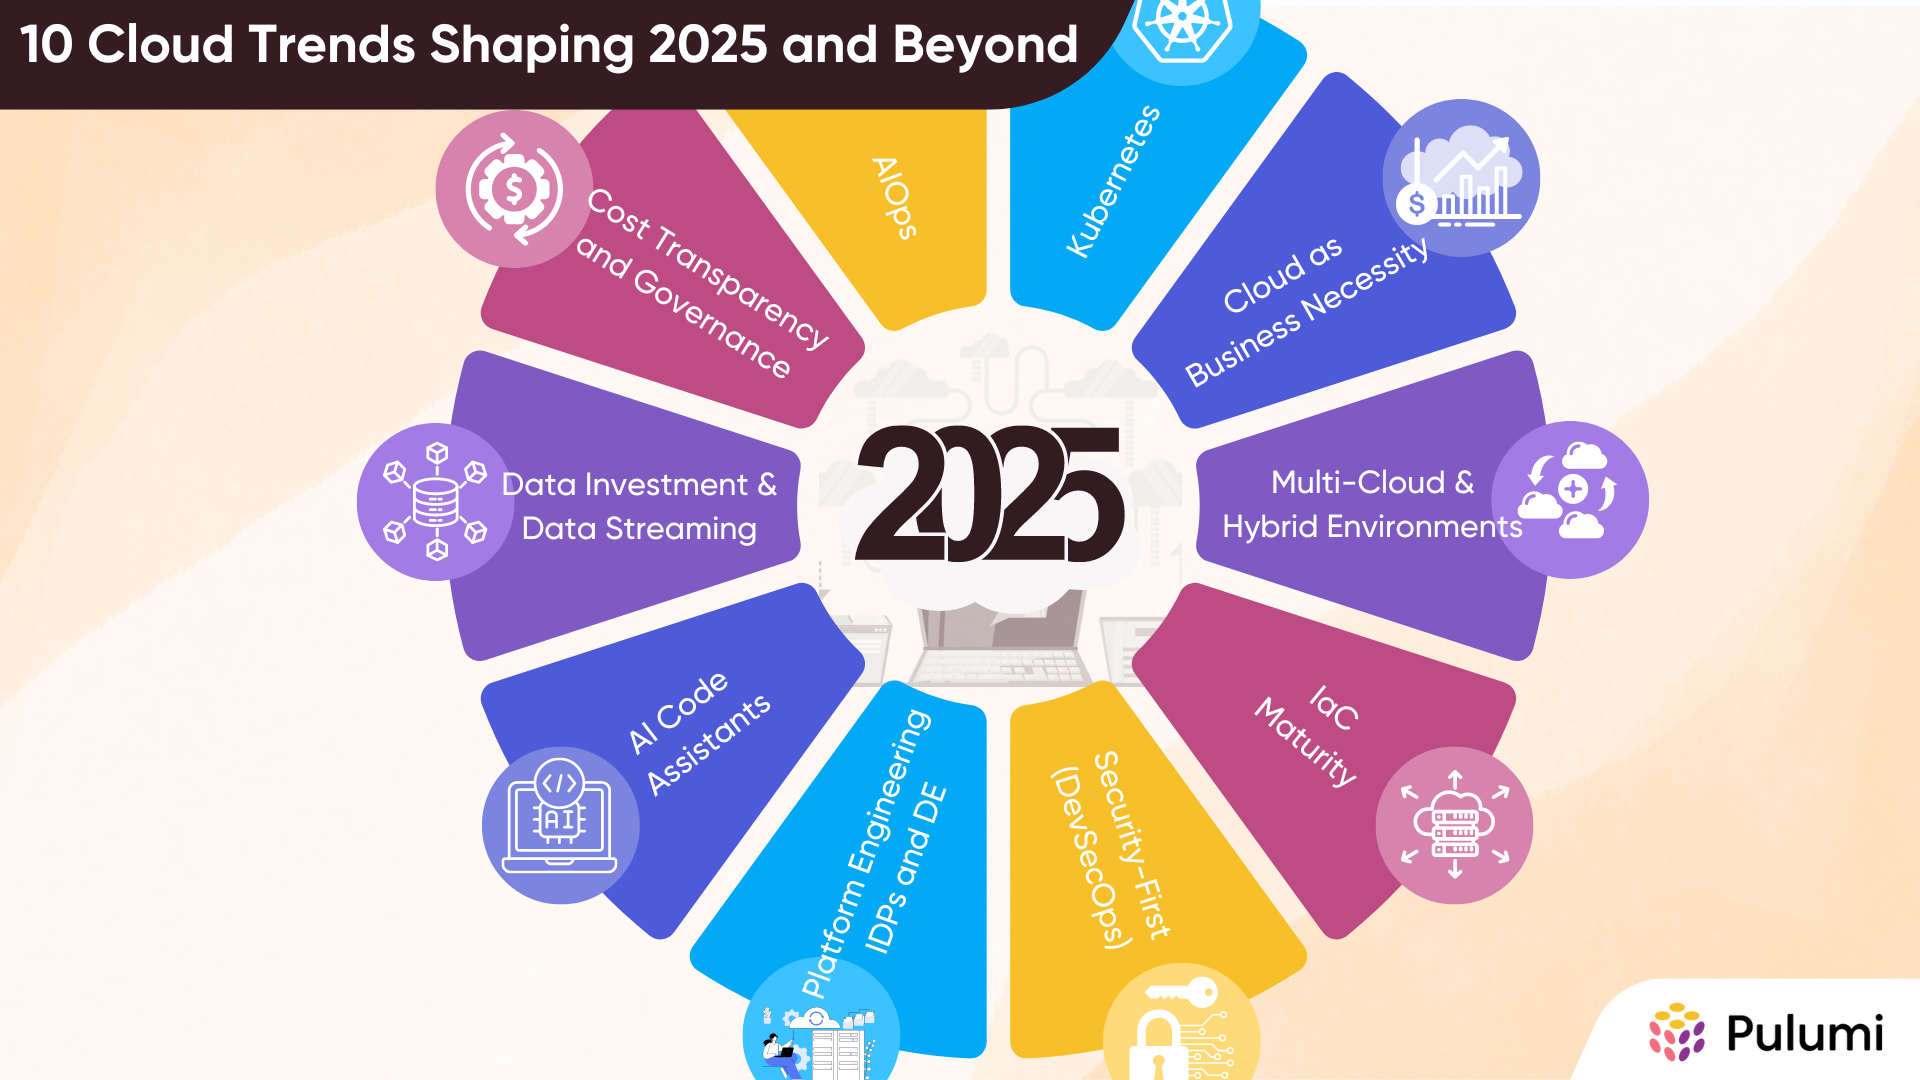 10 Cloud Trends Shaping 2025 and Beyond
Kubernetes
Cloud as
Business Necessity
$
Multi-Cloud &
Hybrid Environments
IaC
Maturity
Security-First
(DevSecOps)
Platform Engineering
IDPs and DE
AI Code
Assistants
</>
AI
Data Investment &
Data Streaming
Cost Transparency
and Governance
$
AIOps
2025
Pulumi